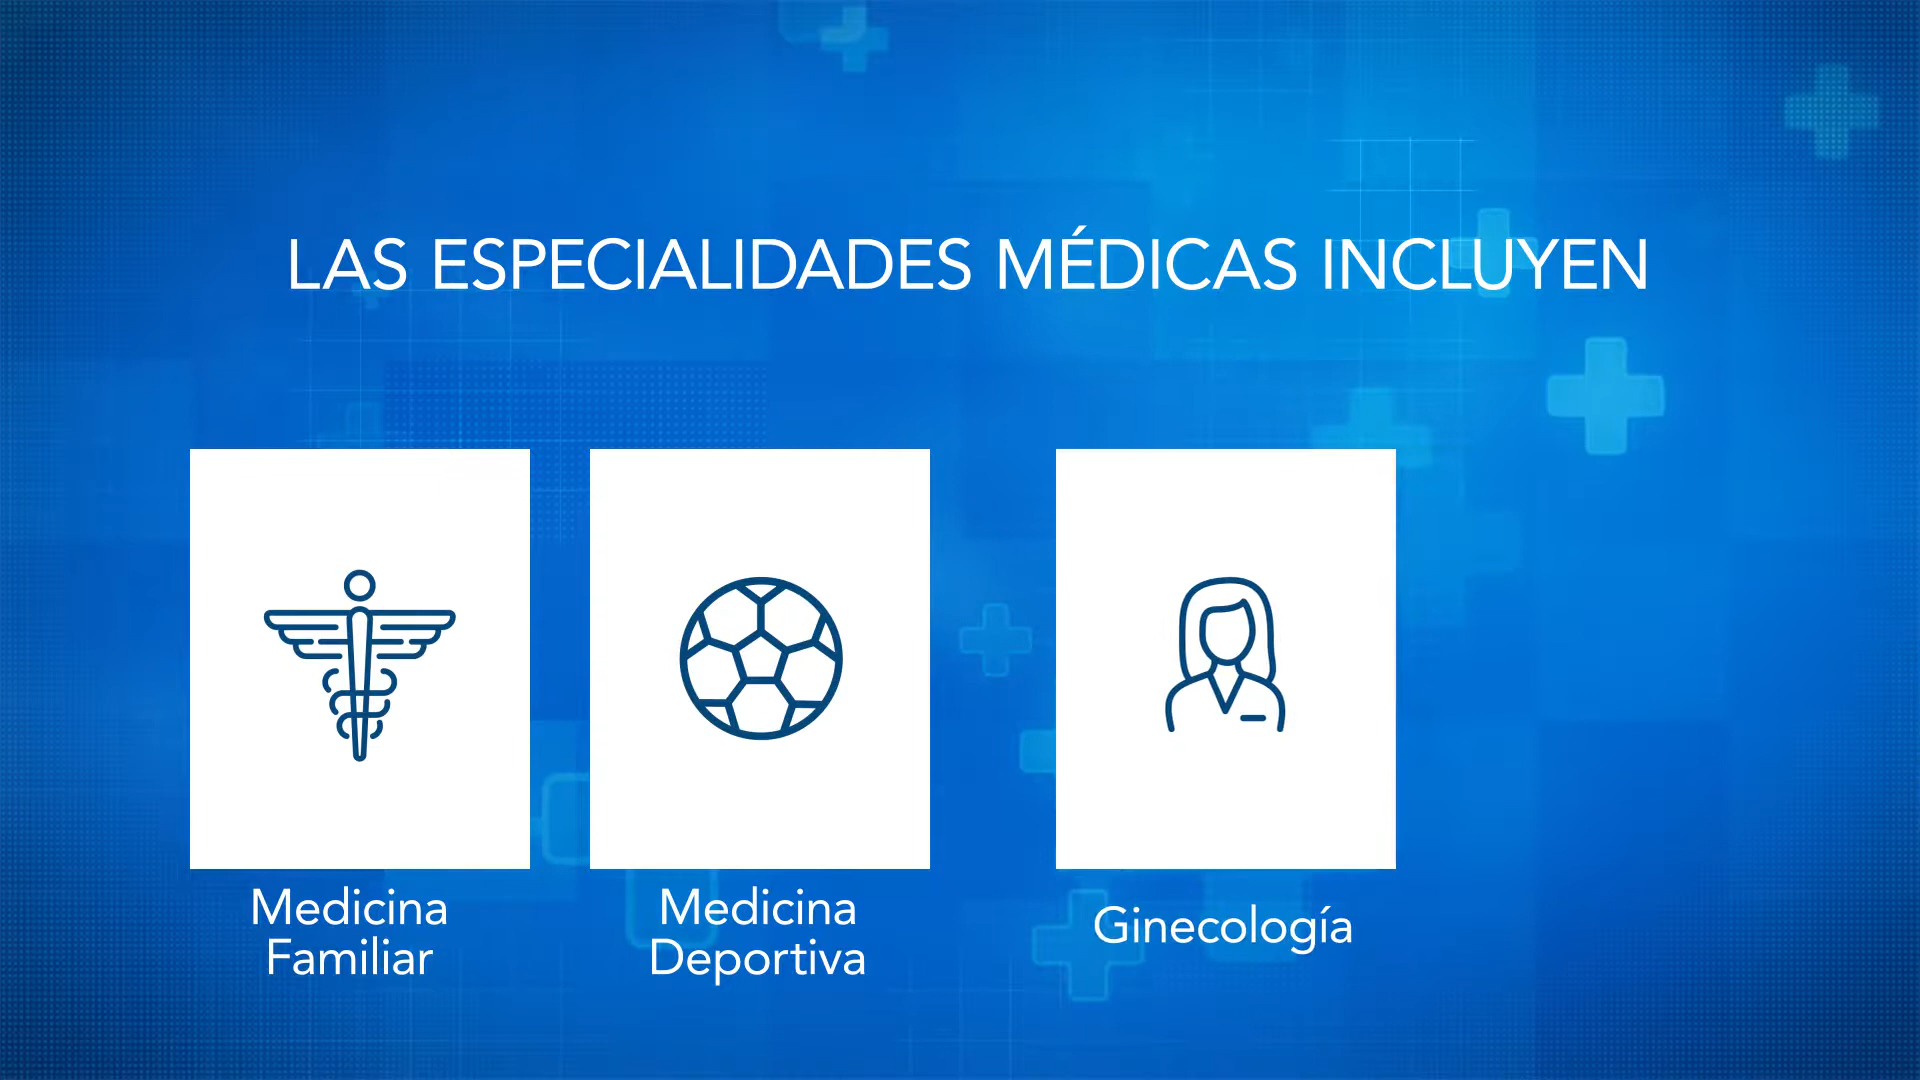 LAS ESPECIALIDADES MÉDICAS INCLUYEN
Medicina
Familiar
Medicina
Deportiva
Ginecología